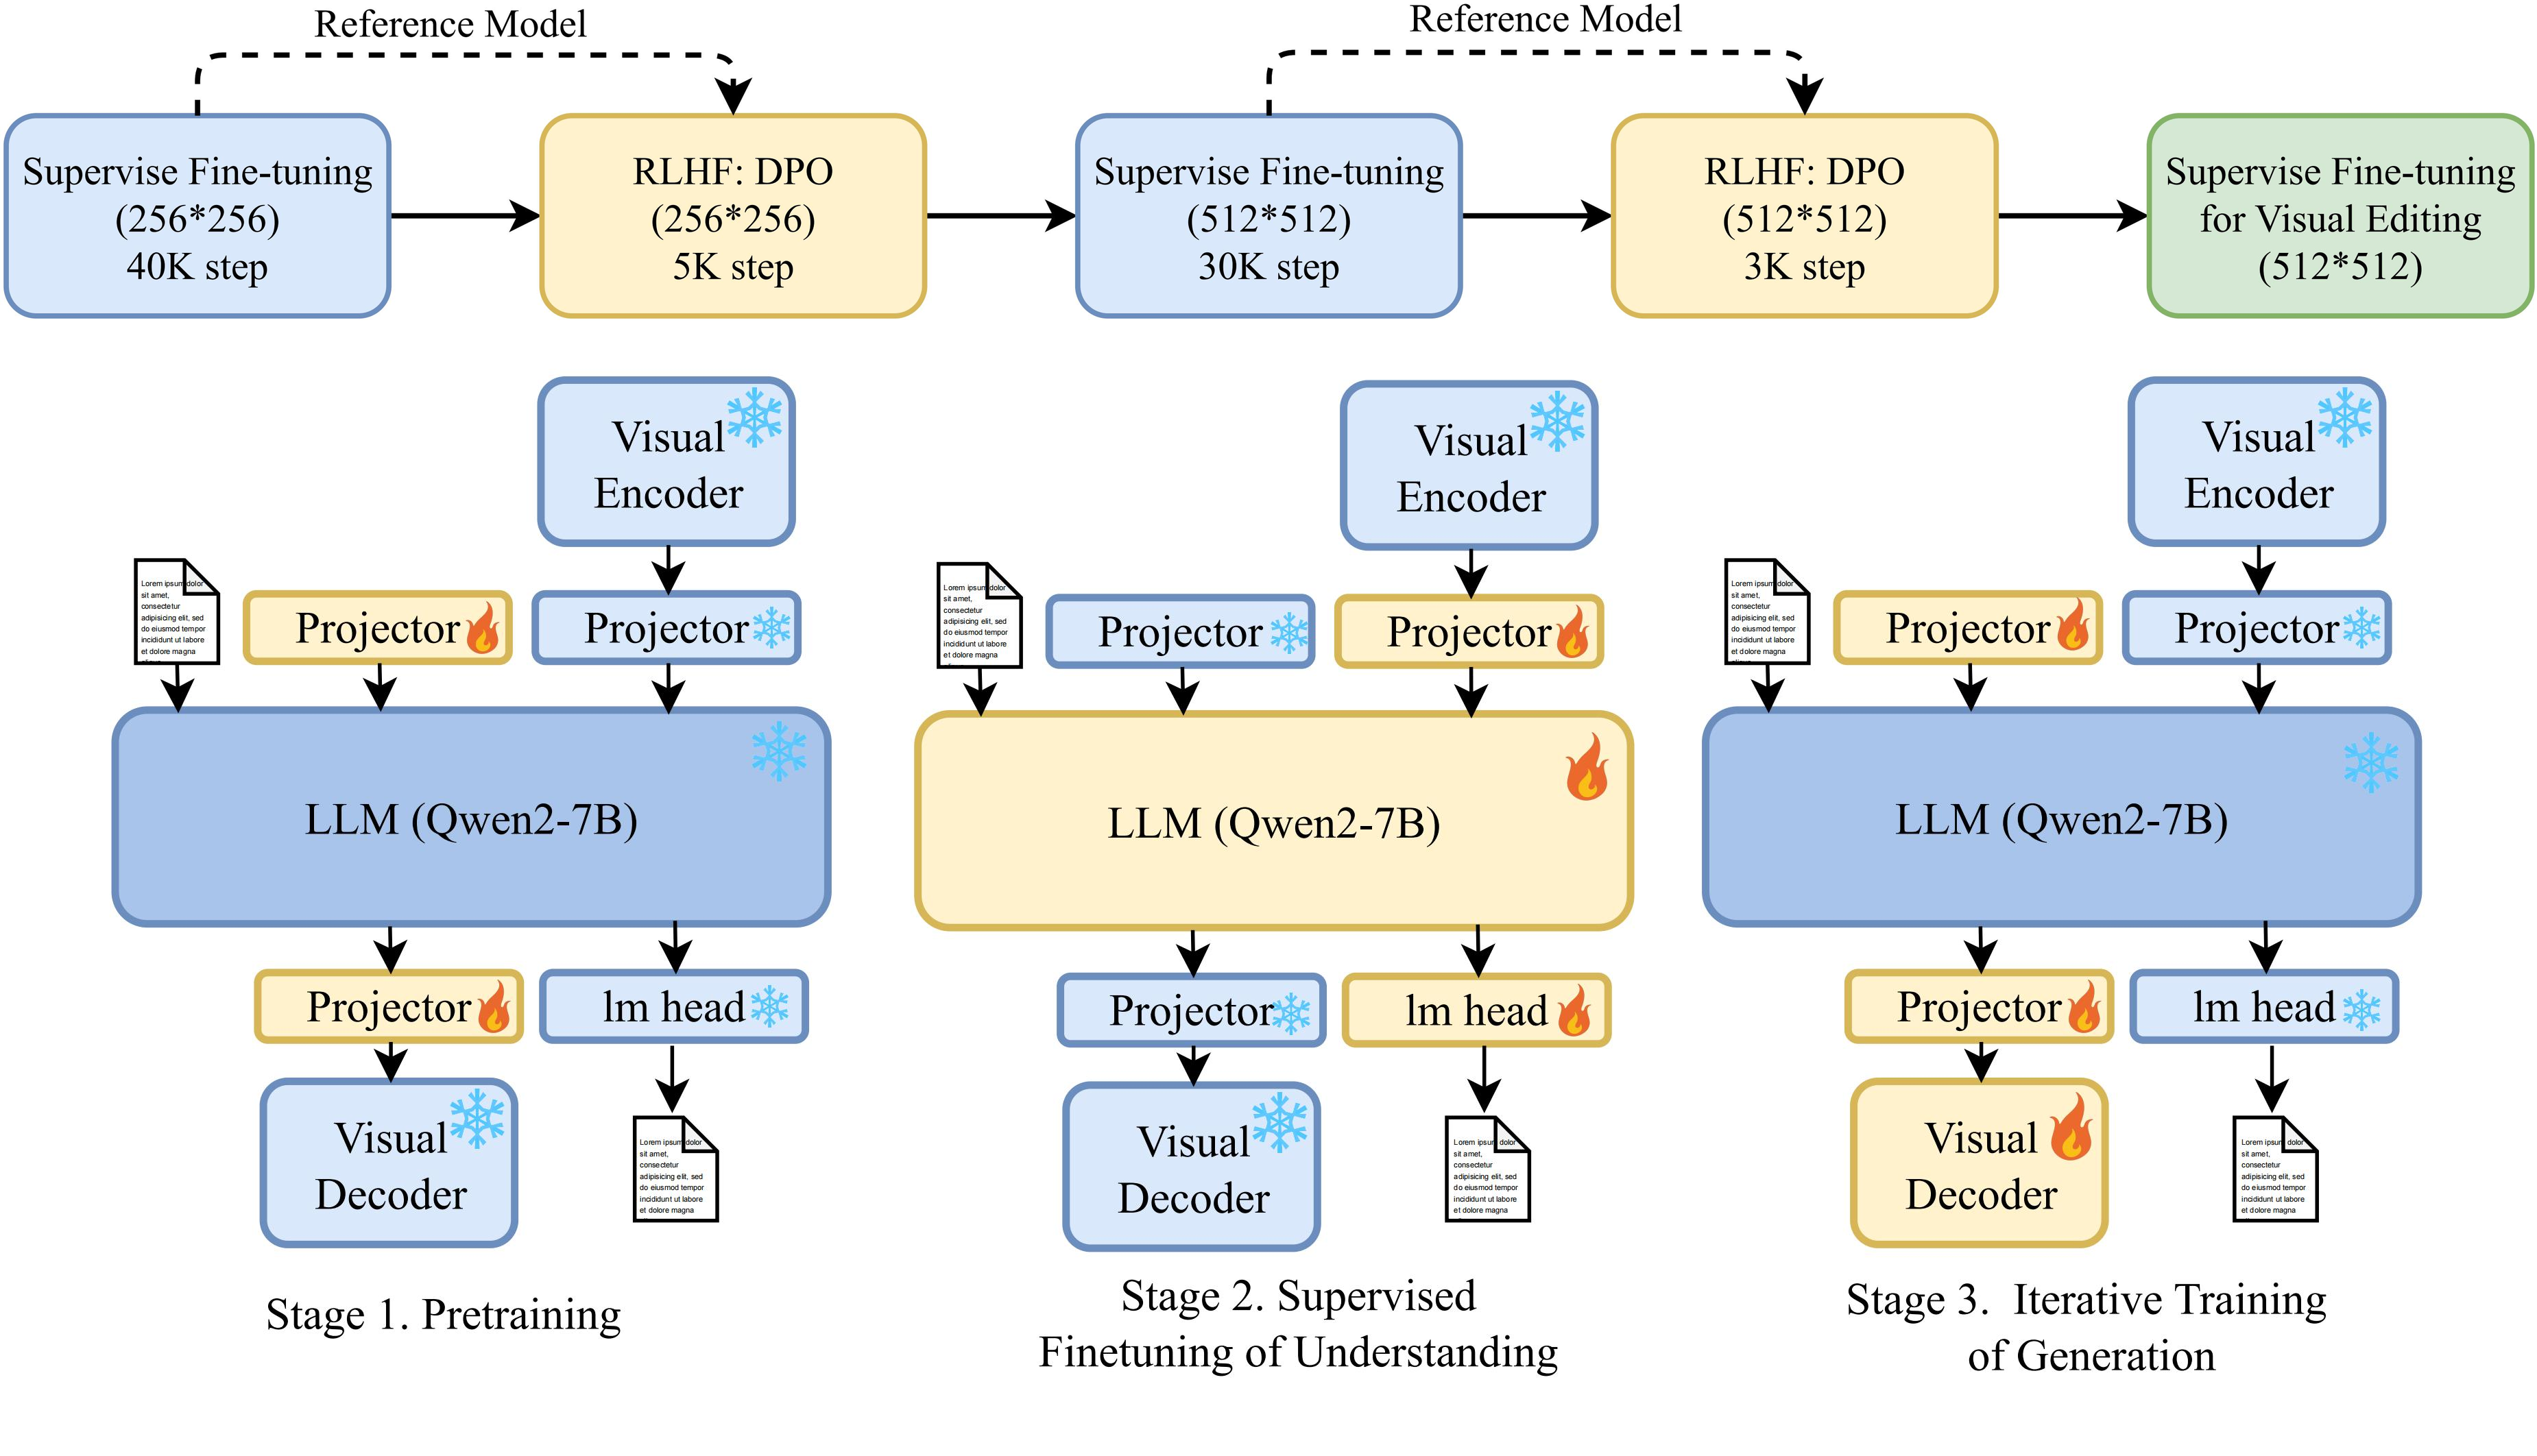 Reference Model
Reference Model
Supervise Fine-tuning
(256*256)
40K step
RLHF: DPO
(256*256)
5K step
Supervise Fine-tuning
(512*512)
30K step
RLHF: DPO
(512*512)
3K step
Supervise Fine-tuning
for Visual Editing
(512*512)
Visual
Encoder
Lorem ipsum dolor
sit amet,
consectetur
adipisicing elit, sed
do eiusmod tempor
incididunt ut labore
et dolore magna
Projector
Projector
LLM (Qwen2-7B)
Projector
lm head
Visual
Decoder
Lorem ipsum dolor
sit amet,
consectetur
adipisicing elit, sed
do eiusmod tempor
incididunt ut labore
et dolore magna
Stage 1. Pretraining
Visual
Encoder
Lorem ipsum dolor
sit amet,
consectetur
adipisicing elit, sed
do eiusmod tempor
incididunt ut labore
et dolore magna
Projector
Projector
LLM (Qwen2-7B)
Projector
lm head
Visual
Decoder
Lorem ipsum dolor
sit amet,
consectetur
adipisicing elit, sed
do eiusmod tempor
incididunt ut labore
et dolore magna
Stage 2. Supervised
Finetuning of Understanding
Visual
Encoder
Lorem ipsum dolor
sit amet,
consectetur
adipisicing elit, sed
do eiusmod tempor
incididunt ut labore
et dolore magna
Projector
Projector
LLM (Qwen2-7B)
Projector
lm head
Visual
Decoder
Lorem ipsum dolor
sit amet,
consectetur
adipisicing elit, sed
do eiusmod tempor
incididunt ut labore
et dolore magna
Stage 3. Iterative Training
of Generation